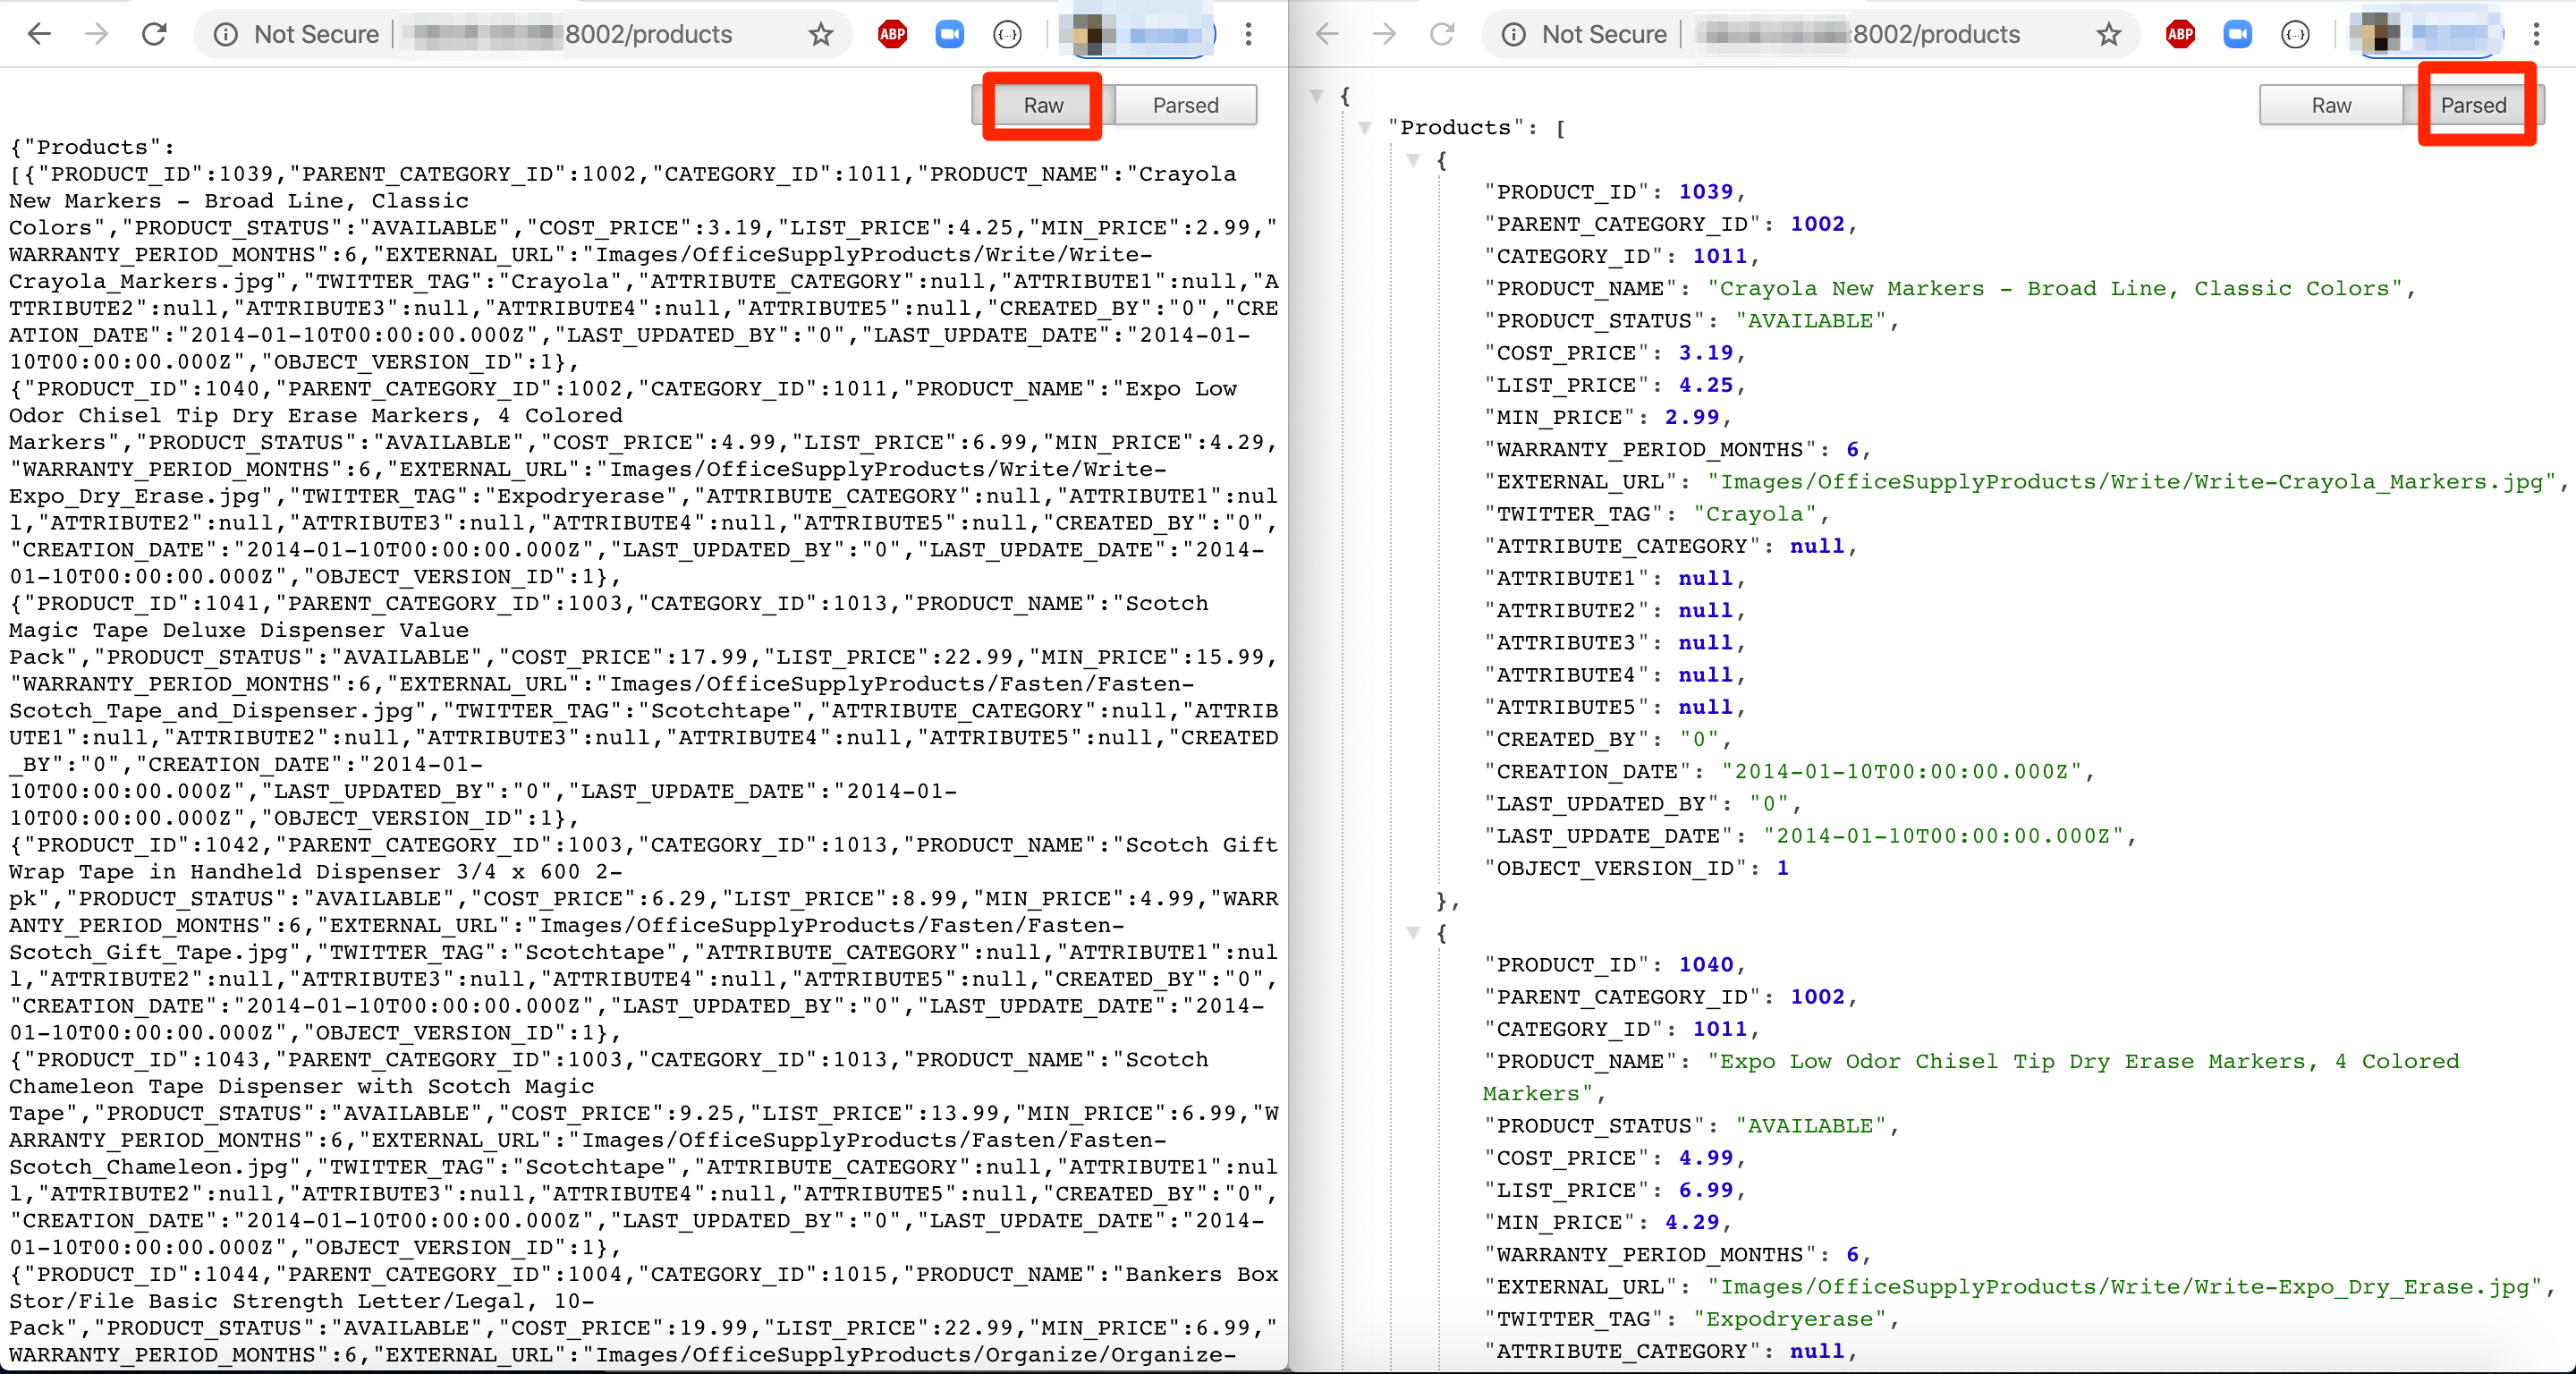 Not Secure
8002/products
ABP
Raw
Parsed
{"Products":
[{"PRODUCT_ID":1039,"PARENT_CATEGORY_ID":1002,"CATEGORY_ID":1011,"PRODUCT_NAME":"Crayola
New Markers - Broad Line, Classic
Colors","PRODUCT_STATUS":"AVAILABLE","COST_PRICE":3.19,"LIST_PRICE":4.25,"MIN_PRICE":2.99,"
WARRANTY_PERIOD_MONTHS":6,"EXTERNAL_URL":"Images/OfficeSupplyProducts/Write/Write-
Crayola_Markers.jpg","TWITTER_TAG":"Crayola","ATTRIBUTE_CATEGORY":null,"ATTRIBUTE1":null,"A
TTRIBUTE2":null,"ATTRIBUTE3":null,"ATTRIBUTE4":null,"ATTRIBUTE5":null,"CREATED_BY":"0","CRE
ATION_DATE":"2014-01-10T00:00:00.000Z","LAST_UPDATED_BY":"0","LAST_UPDATE_DATE":"2014-01-
10T00:00:00.000Z","OBJECT_VERSION_ID":1},
{"PRODUCT_ID":1040,"PARENT_CATEGORY_ID":1002,"CATEGORY_ID":1011,"PRODUCT_NAME":"Expo Low
Odor Chisel Tip Dry Erase Markers, 4 Colored
Markers","PRODUCT_STATUS":"AVAILABLE","COST_PRICE":4.99,"LIST_PRICE":6.99,"MIN_PRICE":4.29,
"WARRANTY_PERIOD_MONTHS":6,"EXTERNAL_URL":"Images/OfficeSupplyProducts/Write/Write-
Expo_Dry_Erase.jpg","TWITTER_TAG":"Expodryerase","ATTRIBUTE_CATEGORY":null,"ATTRIBUTE1":nul
l,"ATTRIBUTE2":null,"ATTRIBUTE3":null,"ATTRIBUTE4":null,"ATTRIBUTE5":null,"CREATED_BY":"0",
"CREATION_DATE":"2014-01-10T00:00:00.000Z","LAST_UPDATED_BY":"0","LAST_UPDATE_DATE":"2014-
01-10T00:00:00.000Z","OBJECT_VERSION_ID":1},
{"PRODUCT_ID":1041,"PARENT_CATEGORY_ID":1003,"CATEGORY_ID":1013,"PRODUCT_NAME":"Scotch
Magic Tape Deluxe Dispenser Value
Pack","PRODUCT_STATUS":"AVAILABLE","COST_PRICE":17.99,"LIST_PRICE":22.99,"MIN_PRICE":15.99,
"WARRANTY_PERIOD_MONTHS":6,"EXTERNAL_URL":"Images/OfficeSupplyProducts/Fasten/Fasten-
Scotch_Tape_and_Dispenser.jpg","TWITTER_TAG":"Scotchtape","ATTRIBUTE_CATEGORY":null,"ATTRIB
UTE1":null,"ATTRIBUTE2":null,"ATTRIBUTE3":null,"ATTRIBUTE4":null,"ATTRIBUTE5":null,"CREATED
_BY":"0","CREATION_DATE":"2014-01-
10T00:00:00.000Z","LAST_UPDATED_BY":"0","LAST_UPDATE_DATE":"2014-01-
10T00:00:00.000Z","OBJECT_VERSION_ID":1},
{"PRODUCT_ID":1042,"PARENT_CATEGORY_ID":1003,"CATEGORY_ID":1013,"PRODUCT_NAME":"Scotch Gift
Wrap Tape in Handheld Dispenser 3/4 x 600 2-
pk","PRODUCT_STATUS":"AVAILABLE","COST_PRICE":6.29,"LIST_PRICE":8.99,"MIN_PRICE":4.99,"WARR
ANTY_PERIOD_MONTHS":6,"EXTERNAL_URL":"Images/OfficeSupplyProducts/Fasten/Fasten-
Scotch_Gift_Tape.jpg","TWITTER_TAG":"Scotchtape","ATTRIBUTE_CATEGORY":null,"ATTRIBUTE1":nul
l,"ATTRIBUTE2":null,"ATTRIBUTE3":null,"ATTRIBUTE4":null,"ATTRIBUTE5":null,"CREATED_BY":"0",
"CREATION_DATE":"2014-01-10T00:00:00.000Z","LAST_UPDATED_BY":"0","LAST_UPDATE_DATE":"2014-
01-10T00:00:00.000Z","OBJECT_VERSION_ID":1},
{"PRODUCT_ID":1043,"PARENT_CATEGORY_ID":1003,"CATEGORY_ID":1013,"PRODUCT_NAME":"Scotch
Chameleon Tape Dispenser with Scotch Magic
Tape","PRODUCT_STATUS":"AVAILABLE","COST_PRICE":9.25,"LIST_PRICE":13.99,"MIN_PRICE":6.99,"W
ARRANTY_PERIOD_MONTHS":6,"EXTERNAL_URL":"Images/OfficeSupplyProducts/Fasten/Fasten-
Scotch_Chameleon.jpg","TWITTER_TAG":"Scotchtape","ATTRIBUTE_CATEGORY":null,"ATTRIBUTE1":nul
l,"ATTRIBUTE2":null,"ATTRIBUTE3":null,"ATTRIBUTE4":null,"ATTRIBUTE5":null,"CREATED_BY":"0",
"CREATION_DATE":"2014-01-10T00:00:00.000Z","LAST_UPDATED_BY":"0","LAST_UPDATE_DATE":"2014-
01-10T00:00:00.000Z","OBJECT_VERSION_ID":1},
{"PRODUCT_ID":1044,"PARENT_CATEGORY_ID":1004,"CATEGORY_ID":1015,"PRODUCT_NAME":"Bankers Box
Stor/File Basic Strength Letter/Legal, 10-
Pack","PRODUCT_STATUS":"AVAILABLE","COST_PRICE":19.99,"LIST_PRICE":22.99,"MIN_PRICE":6.99,"
WARRANTY_PERIOD_MONTHS":6,"EXTERNAL_URL":"Images/OfficeSupplyProducts/Organize/Organize-
Not Secure
:8002/products
ABP
Raw
Parsed
{
"Products": [
{
"PRODUCT_ID": 1039,
"PARENT_CATEGORY_ID": 1002,
"CATEGORY_ID": 1011,
"PRODUCT_NAME": "Crayola New Markers - Broad Line, Classic Colors",
"PRODUCT_STATUS": "AVAILABLE",
"COST_PRICE": 3.19,
"LIST_PRICE": 4.25,
"MIN_PRICE": 2.99,
"WARRANTY_PERIOD_MONTHS": 6,
"EXTERNAL_URL": "Images/OfficeSupplyProducts/Write/Write-Crayola_Markers.jpg",
"TWITTER_TAG": "Crayola",
"ATTRIBUTE_CATEGORY": null,
"ATTRIBUTE1": null,
"ATTRIBUTE2": null,
"ATTRIBUTE3": null,
"ATTRIBUTE4": null,
"ATTRIBUTE5": null,
"CREATED_BY": "0",
"CREATION_DATE": "2014-01-10T00:00:00.000Z",
"LAST_UPDATED_BY": "0",
"LAST_UPDATE_DATE": "2014-01-10T00:00:00.000Z",
"OBJECT_VERSION_ID": 1
},
{
"PRODUCT_ID": 1040,
"PARENT_CATEGORY_ID": 1002,
"CATEGORY_ID": 1011,
"PRODUCT_NAME": "Expo Low Odor Chisel Tip Dry Erase Markers, 4 Colored
Markers",
"PRODUCT_STATUS": "AVAILABLE",
"COST_PRICE": 4.99,
"LIST_PRICE": 6.99,
"MIN_PRICE": 4.29,
"WARRANTY_PERIOD_MONTHS": 6,
"EXTERNAL_URL": "Images/OfficeSupplyProducts/Write/Write-Expo_Dry_Erase.jpg",
"TWITTER_TAG": "Expodryerase",
"ATTRIBUTE_CATEGORY": null,